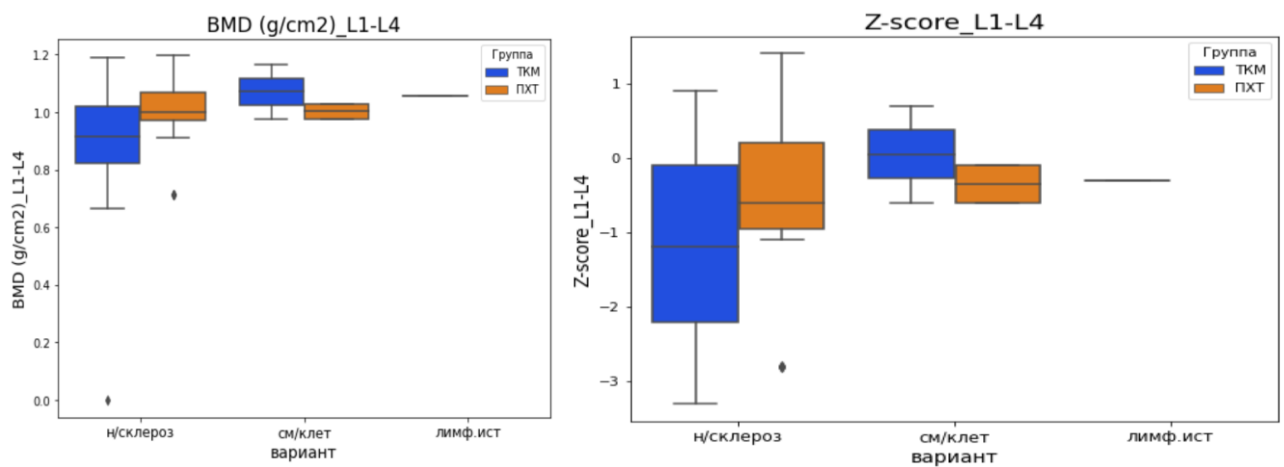 BMD (g/cm2)_L1-L4
Группа
ТКМ
ПХТ
BMD (g/cm2)_L1-L4
1.2
1.0
0.8
0.6
0.4
0.2
0.0
н/склероз
см/клет
лимф.ист
вариант
Z-score_L1-L4
Группа
ТКМ
ПХТ
Z-score_L1-L4
1
0
−1
−2
−3
н/склероз
см/клет
лимф.ист
вариант